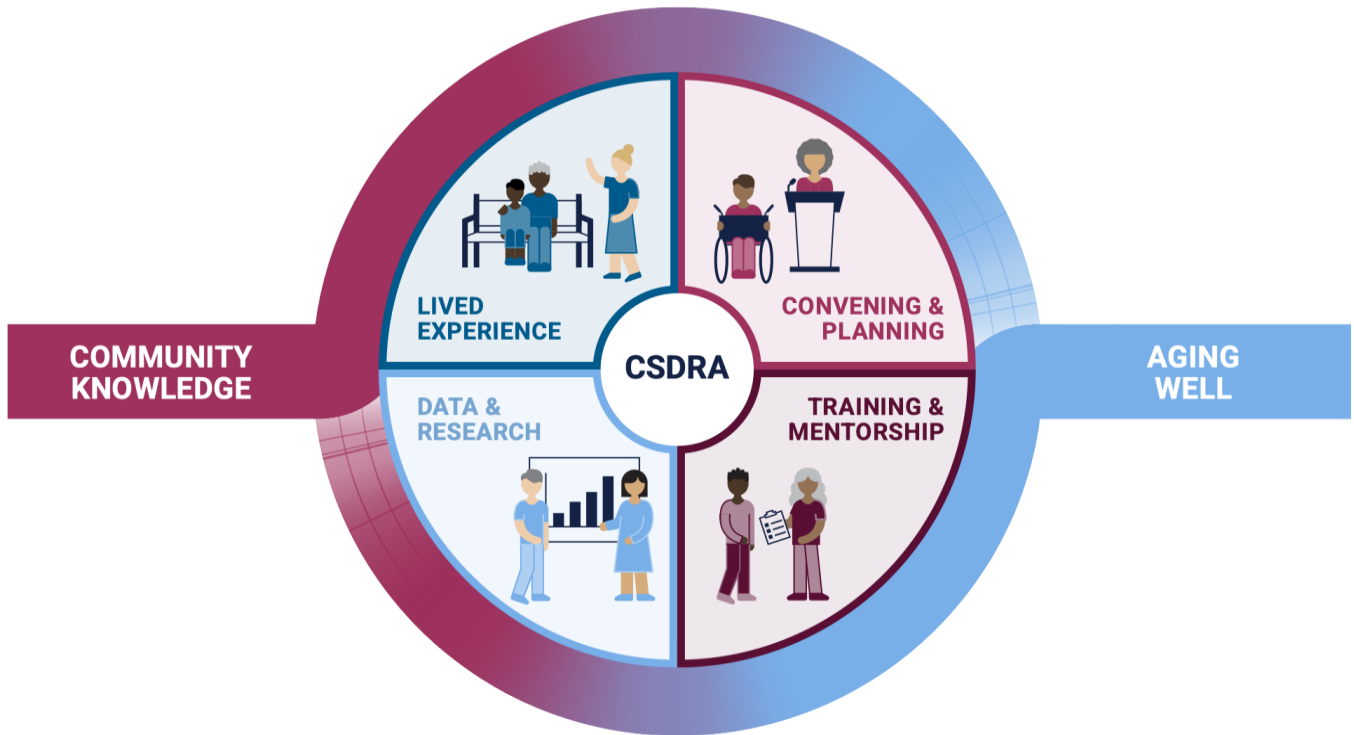 LIVED
EXPERIENCE
CONVENING &
PLANNING
COMMUNITY
KNOWLEDGE
CSDRA
AGING
WELL
DATA &
RESEARCH
TRAINING &
MENTORSHIP